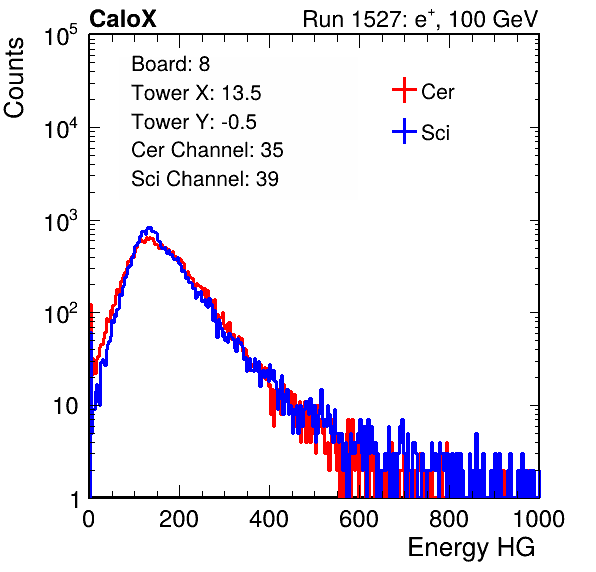 CaloX Run 1527: e⁺, 100 GeV
Counts
10⁵
10⁴
10³
10²
10
1
Board: 8
Tower X: 13.5
Tower Y: -0.5
Cer Channel: 35
Sci Channel: 39
Cer
Sci
0 200 400 600 800 1000
Energy HG